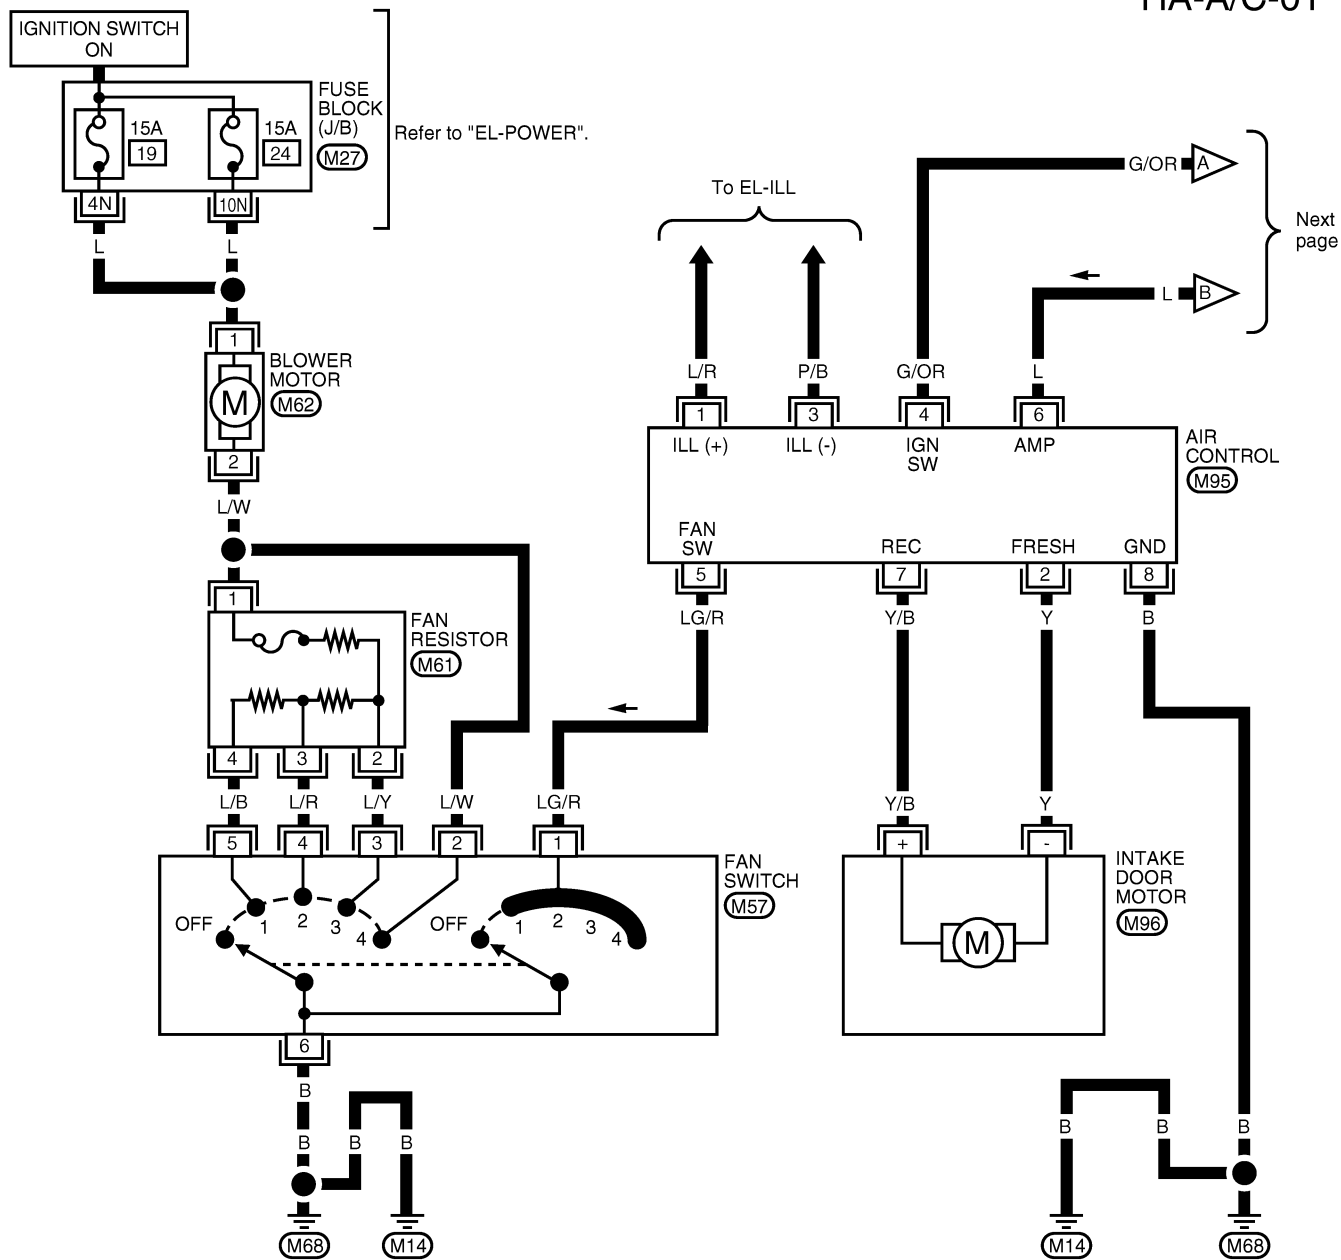 HA-A/C-01
IGNITION SWITCH
ON
FUSE
BLOCK
(J/B)
M27
15A
19
15A
24
Refer to "EL-POWER".
4N
10N
L
L
1
BLOWER
MOTOR
M62
M
2
L/W
1
FAN
RESISTOR
M61
4
3
2
L/B
L/R
L/Y
L/W
LG/R
5
4
3
2
1
FAN
SWITCH
M57
OFF
1
2
3
4
OFF
1
2
3
4
6
B
B
B
B
M68
M14
To EL-ILL
G/OR
A
L
B
Next
page
L/R
P/B
G/OR
L
1
3
4
6
ILL (+)
ILL (-)
IGN
SW
AMP
AIR
CONTROL
M95
FAN
SW
REC
FRESH
GND
5
7
2
8
LG/R
Y/B
Y
B
Y/B
Y
+
-
INTAKE
DOOR
MOTOR
M96
M
B
B
B
M14
M68